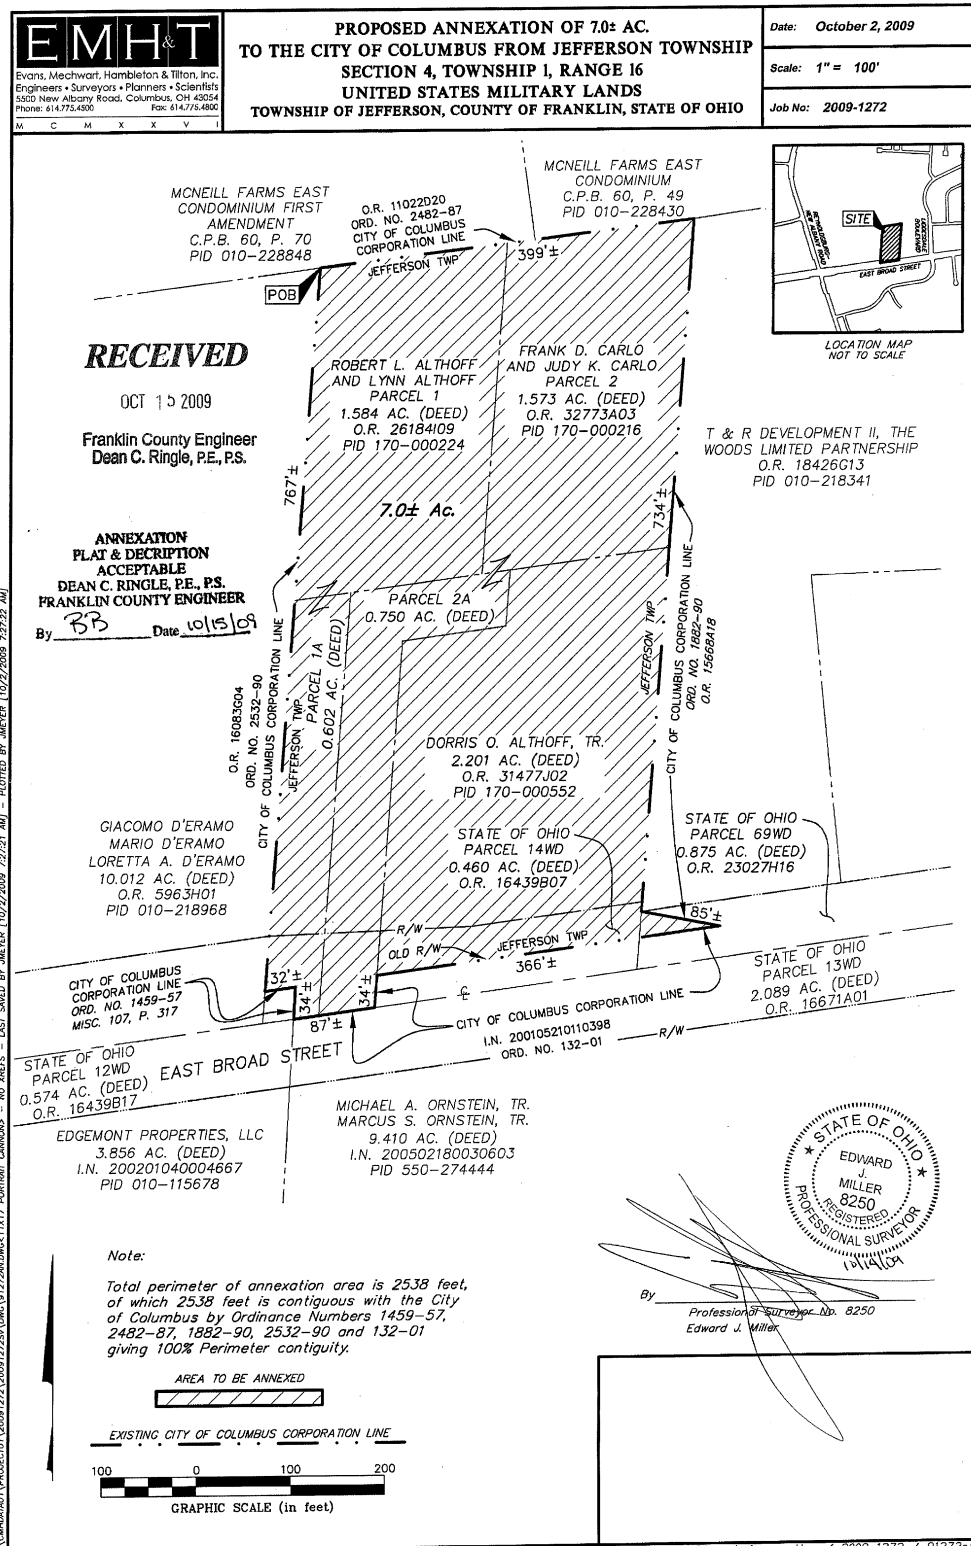 EMH&T
Evans, Mechwart, Hambleton & Tilton, Inc.
Engineers • Surveyors • Planners • Scientists
5500 New Albany Road, Columbus, OH 43054
Phone: 614.775.4500 Fax: 614.775.4800
M C M X X V I
PROPOSED ANNEXATION OF 7.0± AC.
TO THE CITY OF COLUMBUS FROM JEFFERSON TOWNSHIP
SECTION 4, TOWNSHIP 1, RANGE 16
UNITED STATES MILITARY LANDS
TOWNSHIP OF JEFFERSON, COUNTY OF FRANKLIN, STATE OF OHIO
Date: October 2, 2009
Scale: 1" = 100'
Job No: 2009-1272
MCNEILL FARMS EAST
CONDOMINIUM FIRST
AMENDMENT
C.P.B. 60, P. 70
PID 010-228848
O.R. 11022D20
ORD. NO. 2482-87
CITY OF COLUMBUS
CORPORATION LINE
JEFFERSON TWP
399'±
MCNEILL FARMS EAST
CONDOMINIUM
C.P.B. 60, P. 49
PID 010-228430
SITE
REYNOLDSBURG-
NEW ALBANY ROAD
EAST BROAD STREET
BOULEVARD
LOCATION MAP
NOT TO SCALE
POB
RECEIVED
OCT 15 2009
Franklin County Engineer
Dean C. Ringle, P.E., P.S.
ROBERT L. ALTHOFF
AND LYNN ALTHOFF
PARCEL 1
1.584 AC. (DEED)
O.R. 26184I09
PID 170-000224
FRANK D. CARLO
AND JUDY K. CARLO
PARCEL 2
1.573 AC. (DEED)
O.R. 32773A03
PID 170-000216
T & R DEVELOPMENT II, THE
WOODS LIMITED PARTNERSHIP
O.R. 18426G13
PID 010-218341
767'±
7.0± Ac.
734'±
ANNEXATION
PLAT & DECRIPTION
ACCEPTABLE
DEAN C. RINGLE, P.E., P.S.
FRANKLIN COUNTY ENGINEER
By BB Date 10/15/09
PARCEL 2A
0.750 AC. (DEED)
PARCEL 1A
0.602 AC. (DEED)
O.R. 16083G04
ORD. NO. 2532-90
CITY OF COLUMBUS CORPORATION LINE
JEFFERSON TWP
JEFFERSON TWP
CITY OF COLUMBUS CORPORATION LINE
ORD. NO. 1882-90
O.R. 15668A18
DORRIS O. ALTHOFF, TR.
2.201 AC. (DEED)
O.R. 31477J02
PID 170-000552
GIACOMO D'ERAMO
MARIO D'ERAMO
LORETTA A. D'ERAMO
10.012 AC. (DEED)
O.R. 5963H01
PID 010-218968
STATE OF OHIO
PARCEL 14WD
0.460 AC. (DEED)
O.R. 16439B07
STATE OF OHIO
PARCEL 69WD
0.875 AC. (DEED)
O.R. 23027H16
85'±
R/W
OLD R/W
JEFFERSON TWP
366'±
CITY OF COLUMBUS
CORPORATION LINE
ORD. NO. 1459-57
MISC. 107, P. 317
32'±
34'±
34'±
87'±
℄
STATE OF OHIO
PARCEL 13WD
2.089 AC. (DEED)
O.R. 16671A01
CITY OF COLUMBUS CORPORATION LINE
I.N. 200105210110398
ORD. NO. 132-01
R/W
STATE OF OHIO
PARCEL 12WD
0.574 AC. (DEED)
O.R. 16439B17
EAST BROAD STREET
EDGEMONT PROPERTIES, LLC
3.856 AC. (DEED)
I.N. 200201040004667
PID 010-115678
MICHAEL A. ORNSTEIN, TR.
MARCUS S. ORNSTEIN, TR.
9.410 AC. (DEED)
I.N. 200502180030603
PID 550-274444
STATE OF OHIO
EDWARD
J.
MILLER
8250
REGISTERED
PROFESSIONAL SURVEYOR
10/14/09
By
Professional Surveyor No. 8250
Edward J. Miller
Note:
Total perimeter of annexation area is 2538 feet,
of which 2538 feet is contiguous with the City
of Columbus by Ordinance Numbers 1459-57,
2482-87, 1882-90, 2532-90 and 132-01
giving 100% Perimeter contiguity.
AREA TO BE ANNEXED
EXISTING CITY OF COLUMBUS CORPORATION LINE
100 0 100 200
GRAPHIC SCALE (in feet)